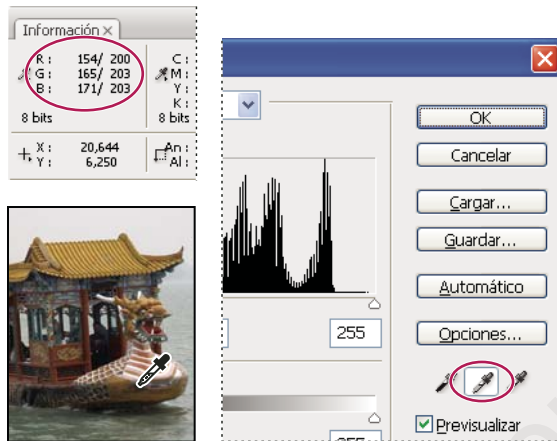 Información ×
R : 154/ 200
G : 165/ 203
B : 171/ 203
8 bits
C :
M :
Y :
K :
8 bits
X : 20,644
Y : 6,250
An :
Al :
OK
Cancelar
Cargar...
Guardar...
Automático
Opciones...
255
Previsualizar